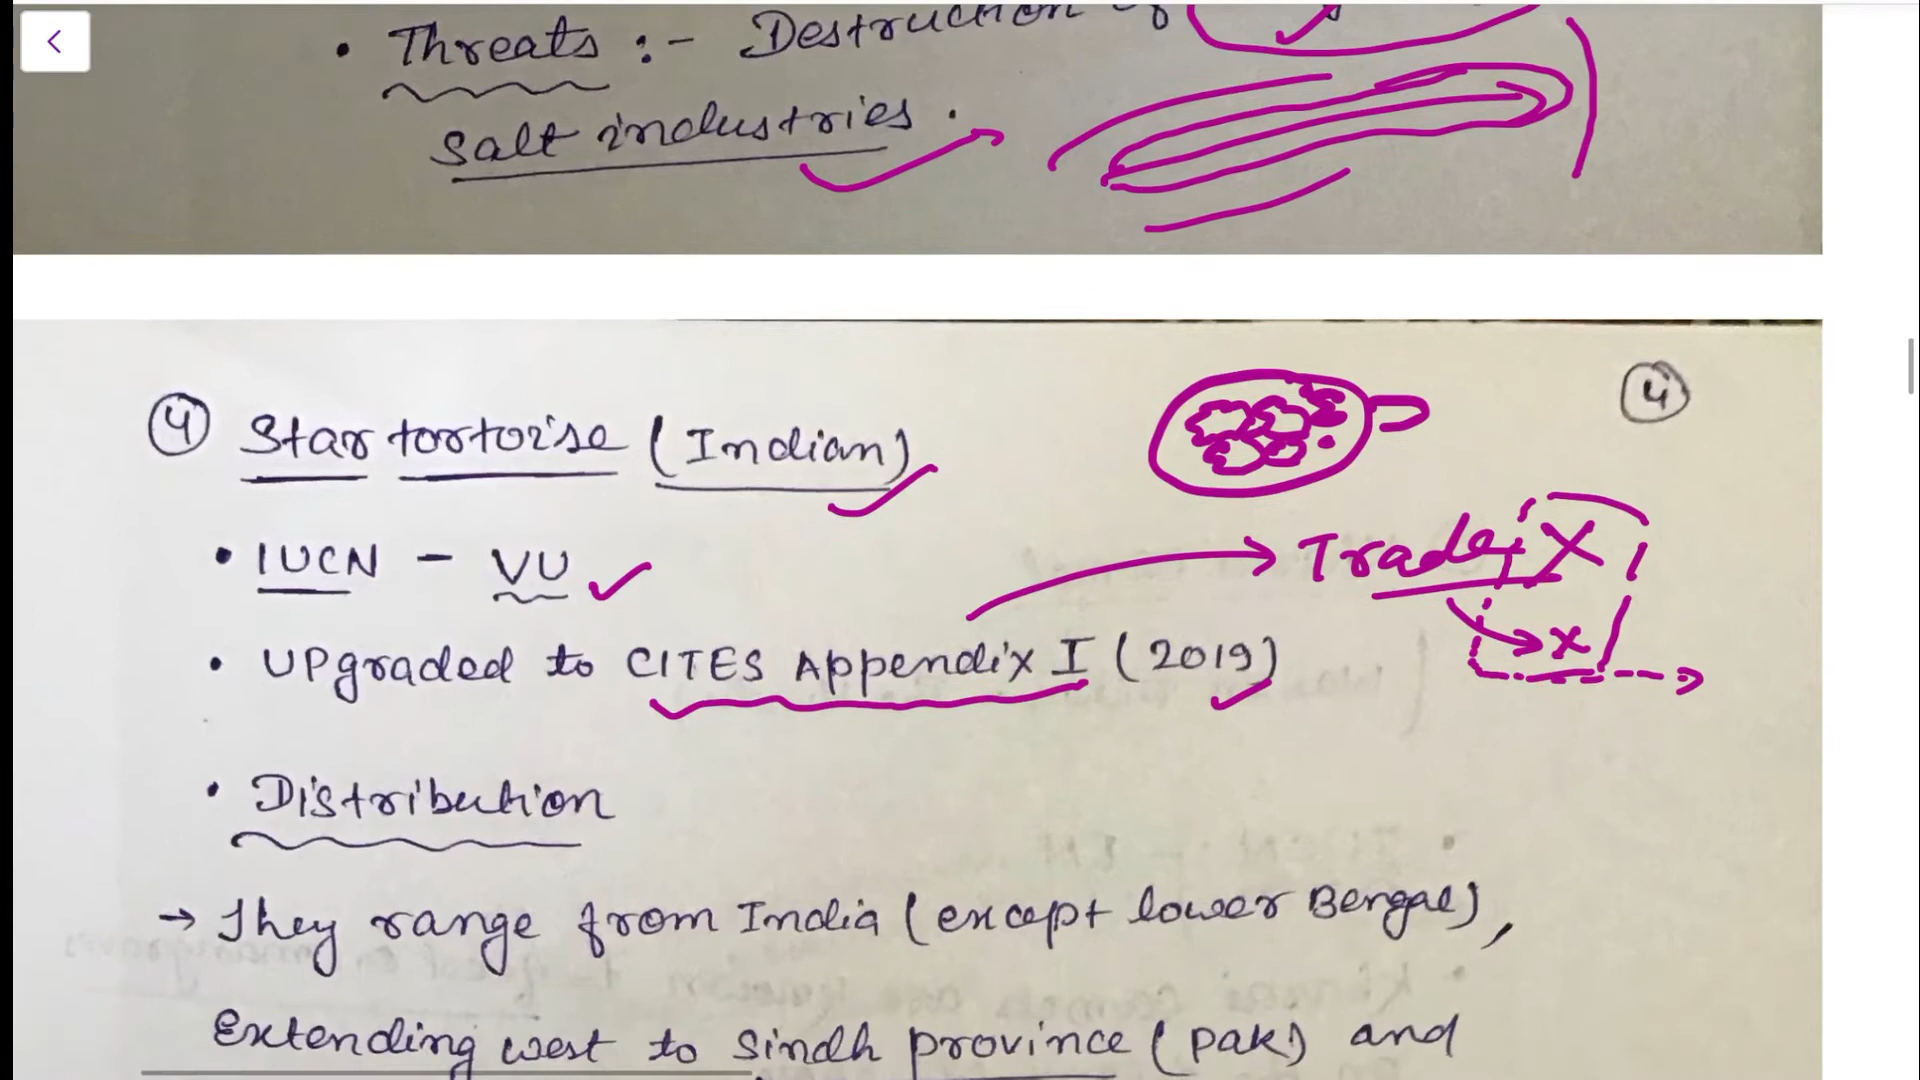 • Threats :- Destruction of
Salt industries.
④ Star tortoise (Indian)
④
• IUCN - VU
Trade X
x
• Upgraded to CITES Appendix I (2019)
• Distribution
→ They range from India (except lower Bengal),
Extending west to Sindh province (Pak) and